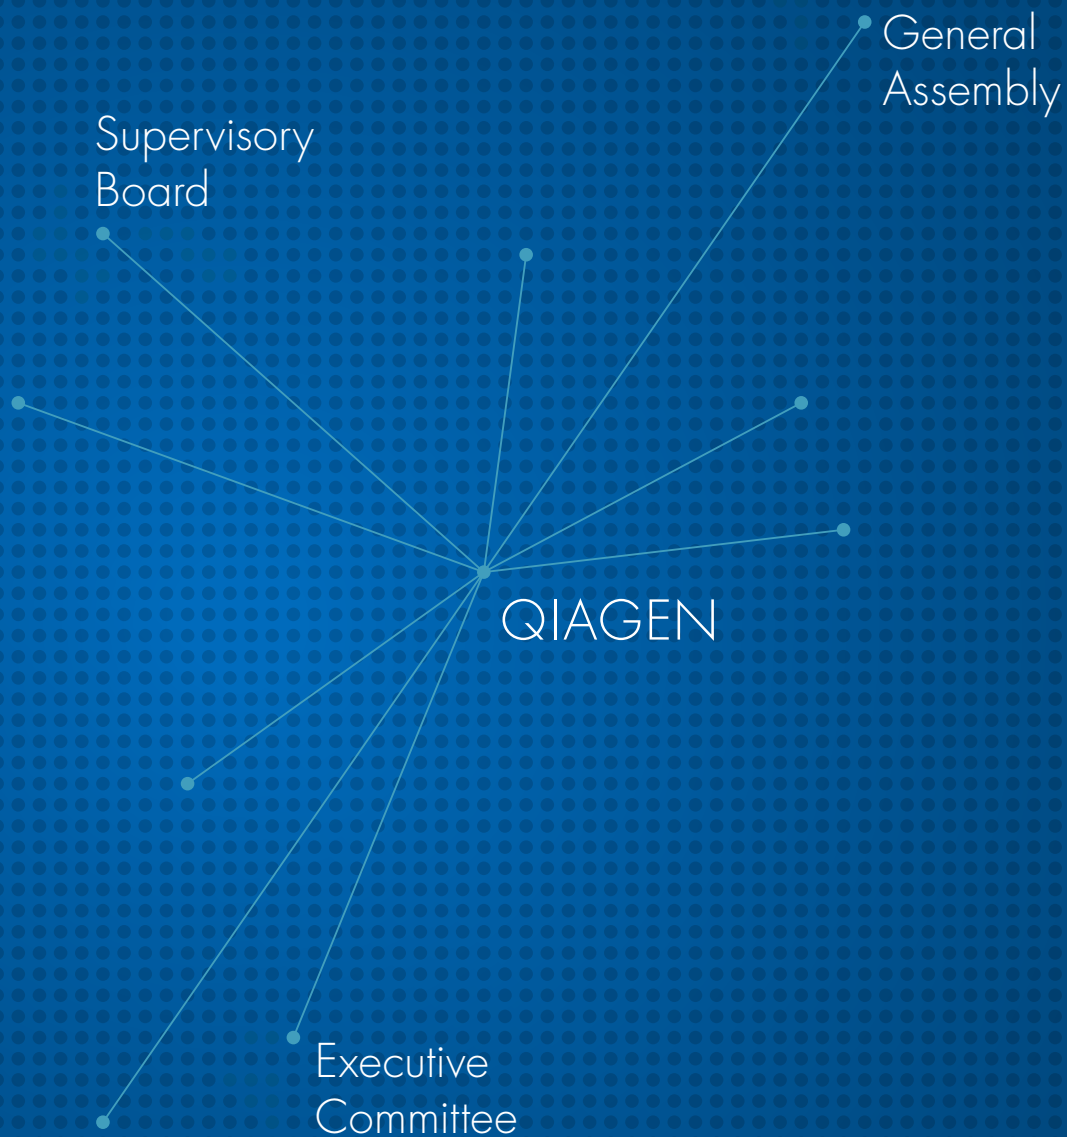 General
Assembly
Supervisory
Board
QIAGEN
Executive
Committee